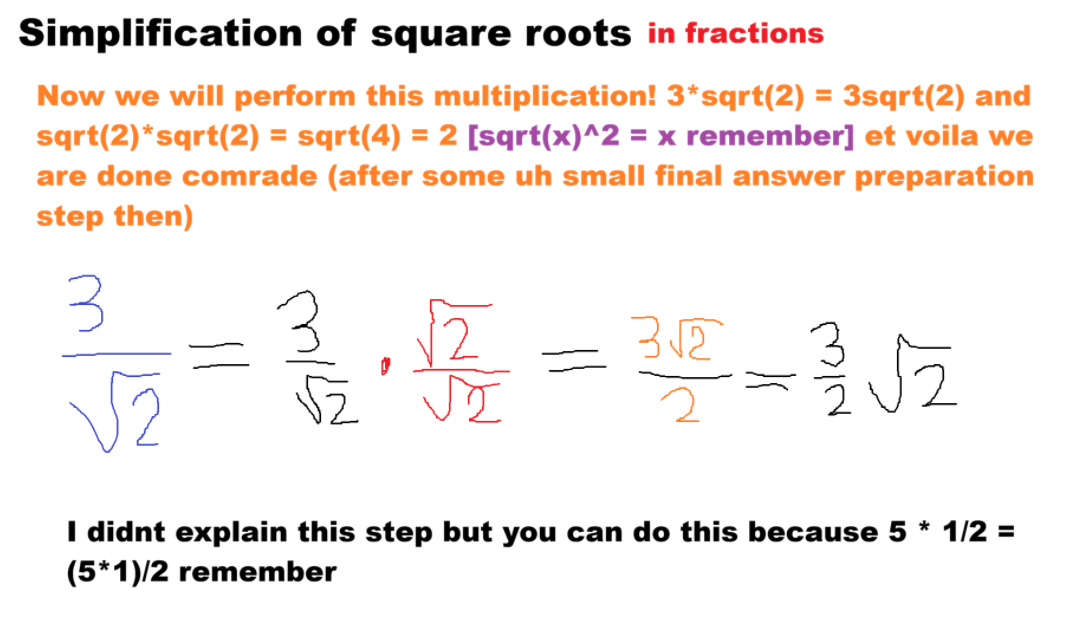 Simplification of square roots in fractions
Now we will perform this multiplication! 3*sqrt(2) = 3sqrt(2) and
sqrt(2)*sqrt(2) = sqrt(4) = 2 [sqrt(x)^2 = x remember] et voila we
are done comrade (after some uh small final answer preparation
step then)
3/√2 = 3/√2 · √2/√2 = 3√2/2 = 3/2 √2
I didnt explain this step but you can do this because 5 * 1/2 =
(5*1)/2 remember